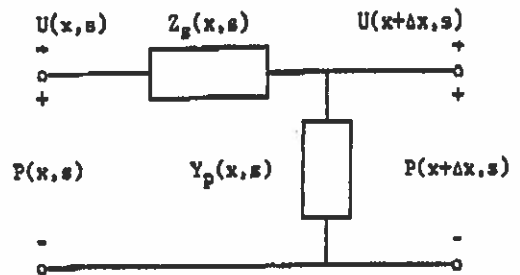 U(x,s) Z_s(x,s) U(x+Δx,s)
+ +
P(x,s) Y_p(x,s) P(x+Δx,s)
- -